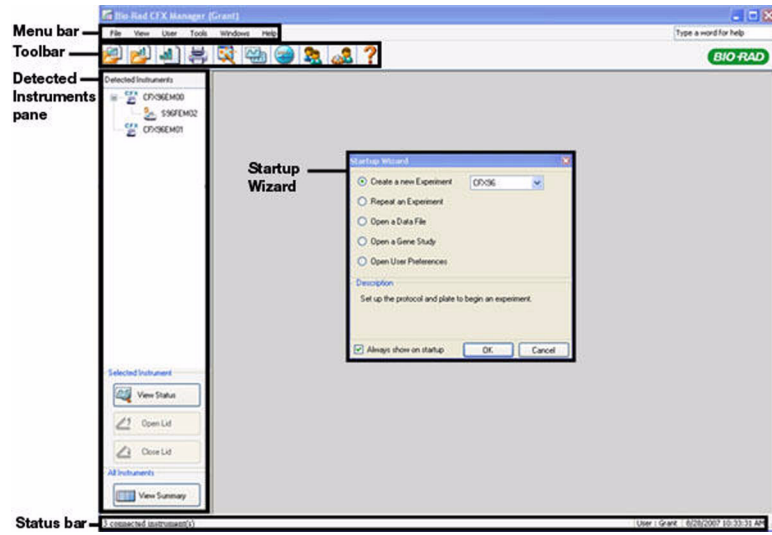 Bio-Rad CFX Manager (Grant)
Menu bar
File View User Tools Windows Help
Type a word for help
Toolbar
BIO-RAD
Detected Instruments pane
Detected Instruments
CFX96EM00
S96FEM02
CFX96EM01
Startup Wizard
Startup Wizard
Create a new Experiment CFX96
Repeat an Experiment
Open a Data File
Open a Gene Study
Open User Preferences
Description
Set up the protocol and plate to begin an experiment.
Always show on startup OK Cancel
Selected Instrument
View Status
Open Lid
Close Lid
All Instruments
View Summary
Status bar
3 connected instrument(s)
User : Grant 8/28/2007 10:33:31 AM